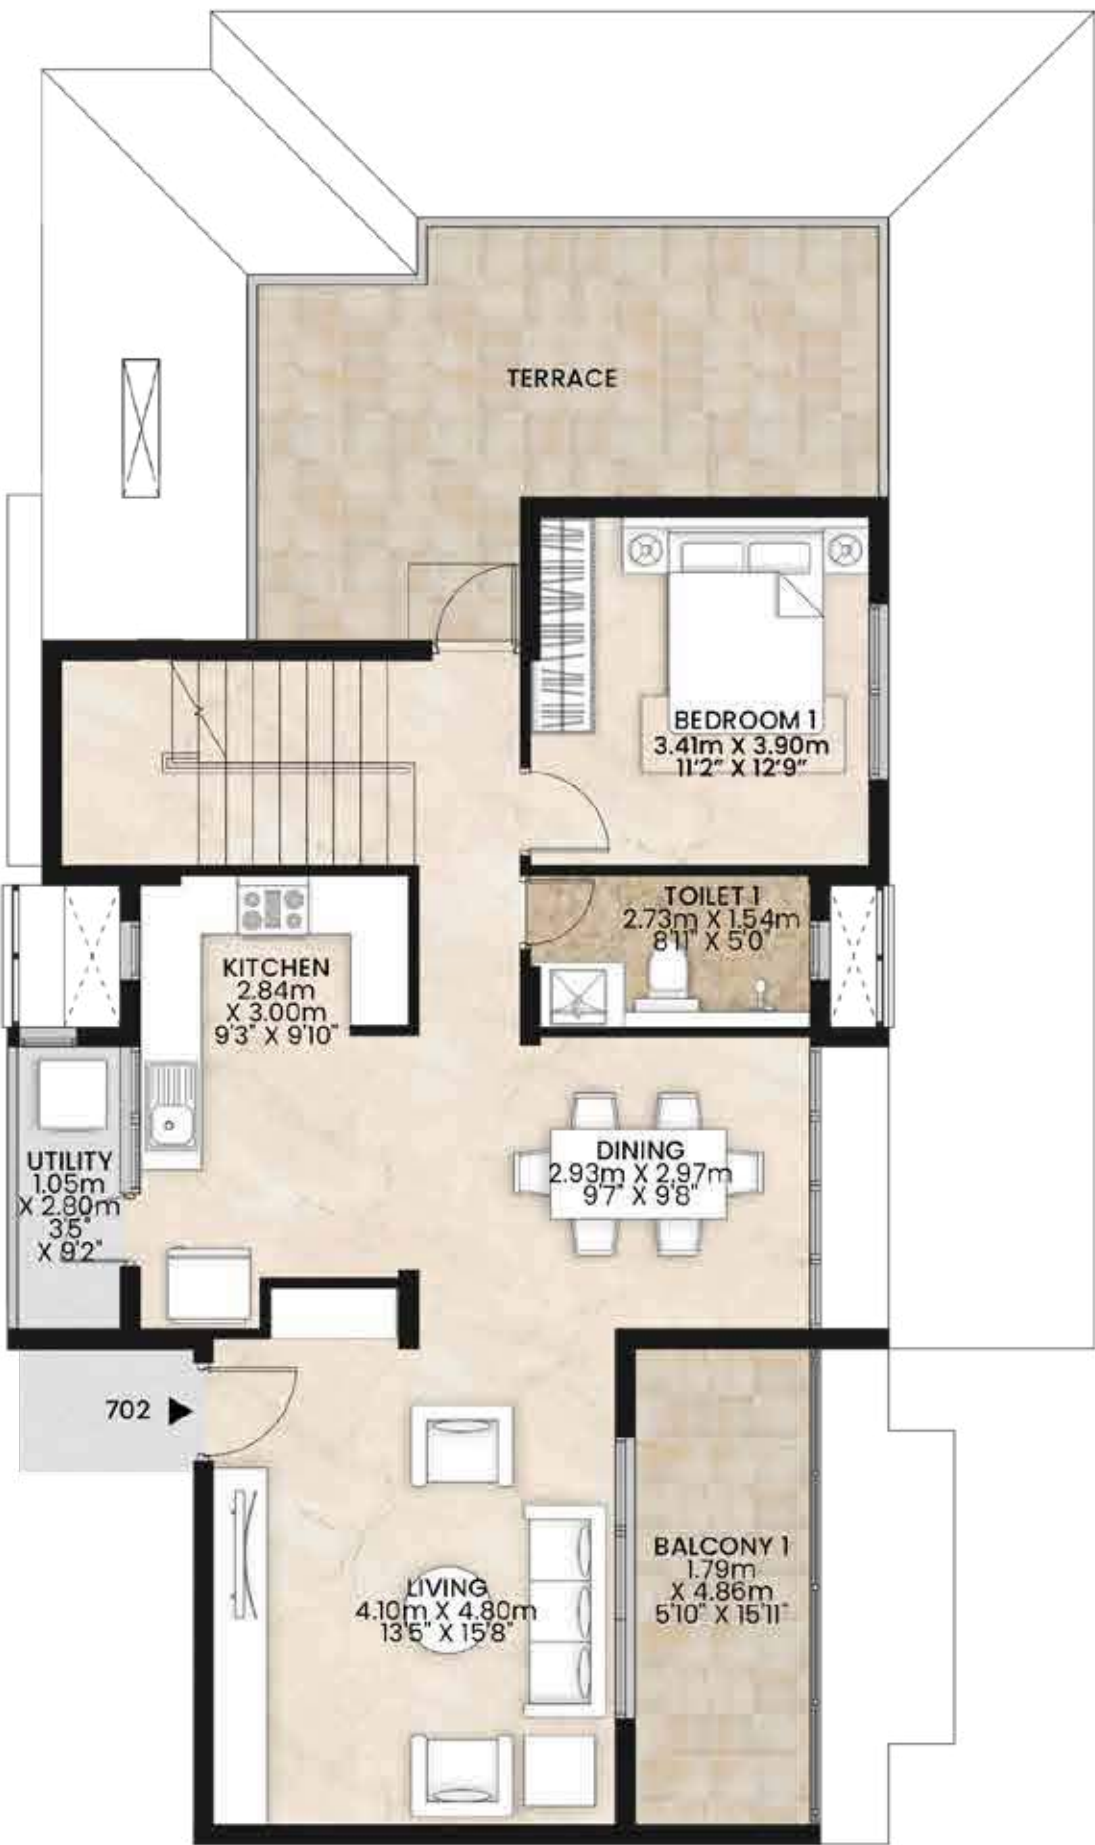 TERRACE
BEDROOM 1
3.41m X 3.90m
11'2" X 12'9"
TOILET 1
2.73m X 1.54m
8'11" X 5'0"
KITCHEN
2.84m
X 3.00m
9'3" X 9'10"
UTILITY
1.05m
X 2.80m
3'5"
X 9'2"
DINING
2.93m X 2.97m
9'7" X 9'8"
702
LIVING
4.10m X 4.80m
13'5" X 15'8"
BALCONY 1
1.79m
X 4.86m
5'10" X 15'11"